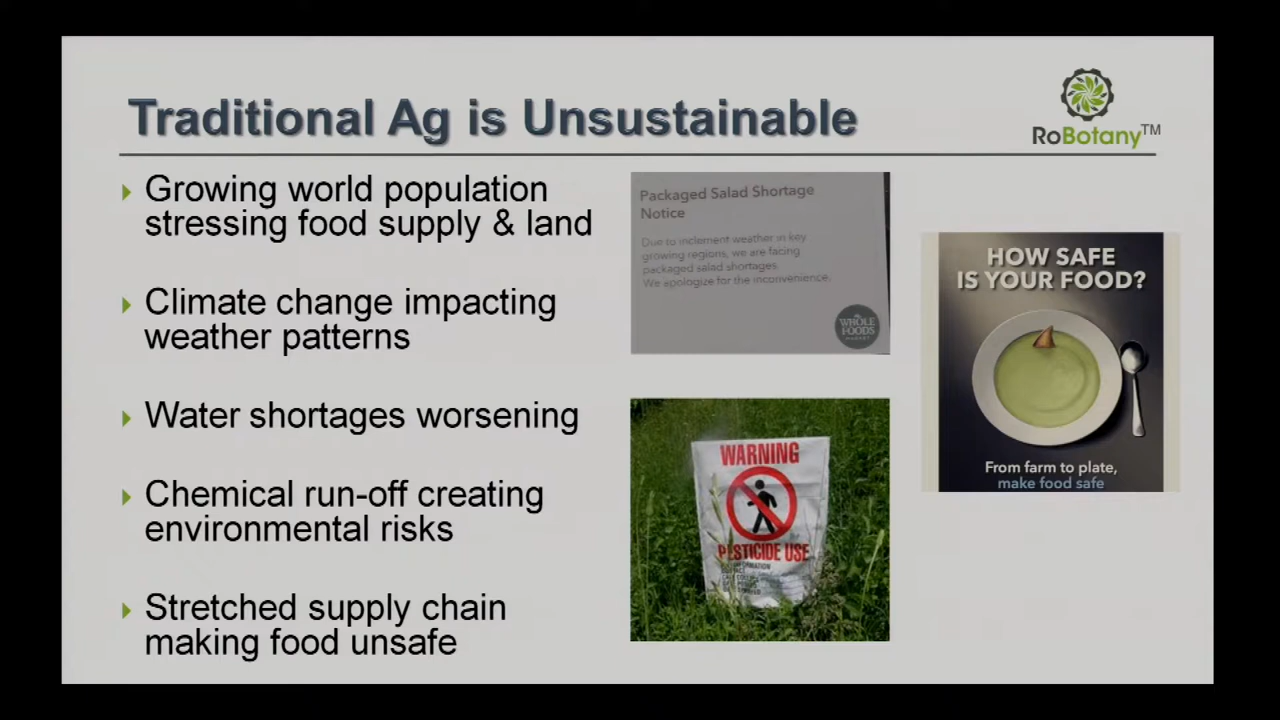 Traditional Ag is Unsustainable
RoBotany™
Growing world population
stressing food supply & land
Climate change impacting
weather patterns
Water shortages worsening
Chemical run-off creating
environmental risks
Stretched supply chain
making food unsafe
Packaged Salad Shortage
Notice
Due to inclement weather in key
growing regions, we are facing
packaged salad shortages
We apologize for the inconvenience.
WHOLE
FOODS
MARKET
WARNING
PESTICIDE USE
HOW SAFE
IS YOUR FOOD?
From farm to plate,
make food safe